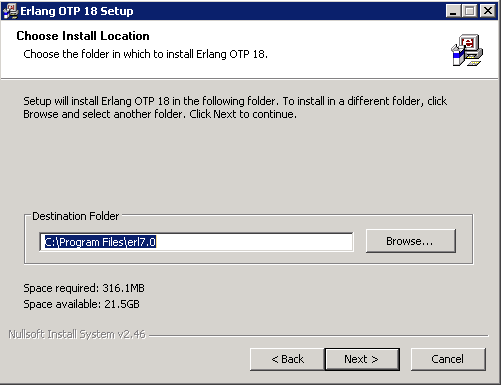 Erlang OTP 18 Setup
Choose Install Location
Choose the folder in which to install Erlang OTP 18.
Setup will install Erlang OTP 18 in the following folder. To install in a different folder, click
Browse and select another folder. Click Next to continue.
Destination Folder
C:\Program Files\erl7.0
Browse...
Space required: 316.1MB
Space available: 21.5GB
Nullsoft Install System v2.46
< Back
Next >
Cancel